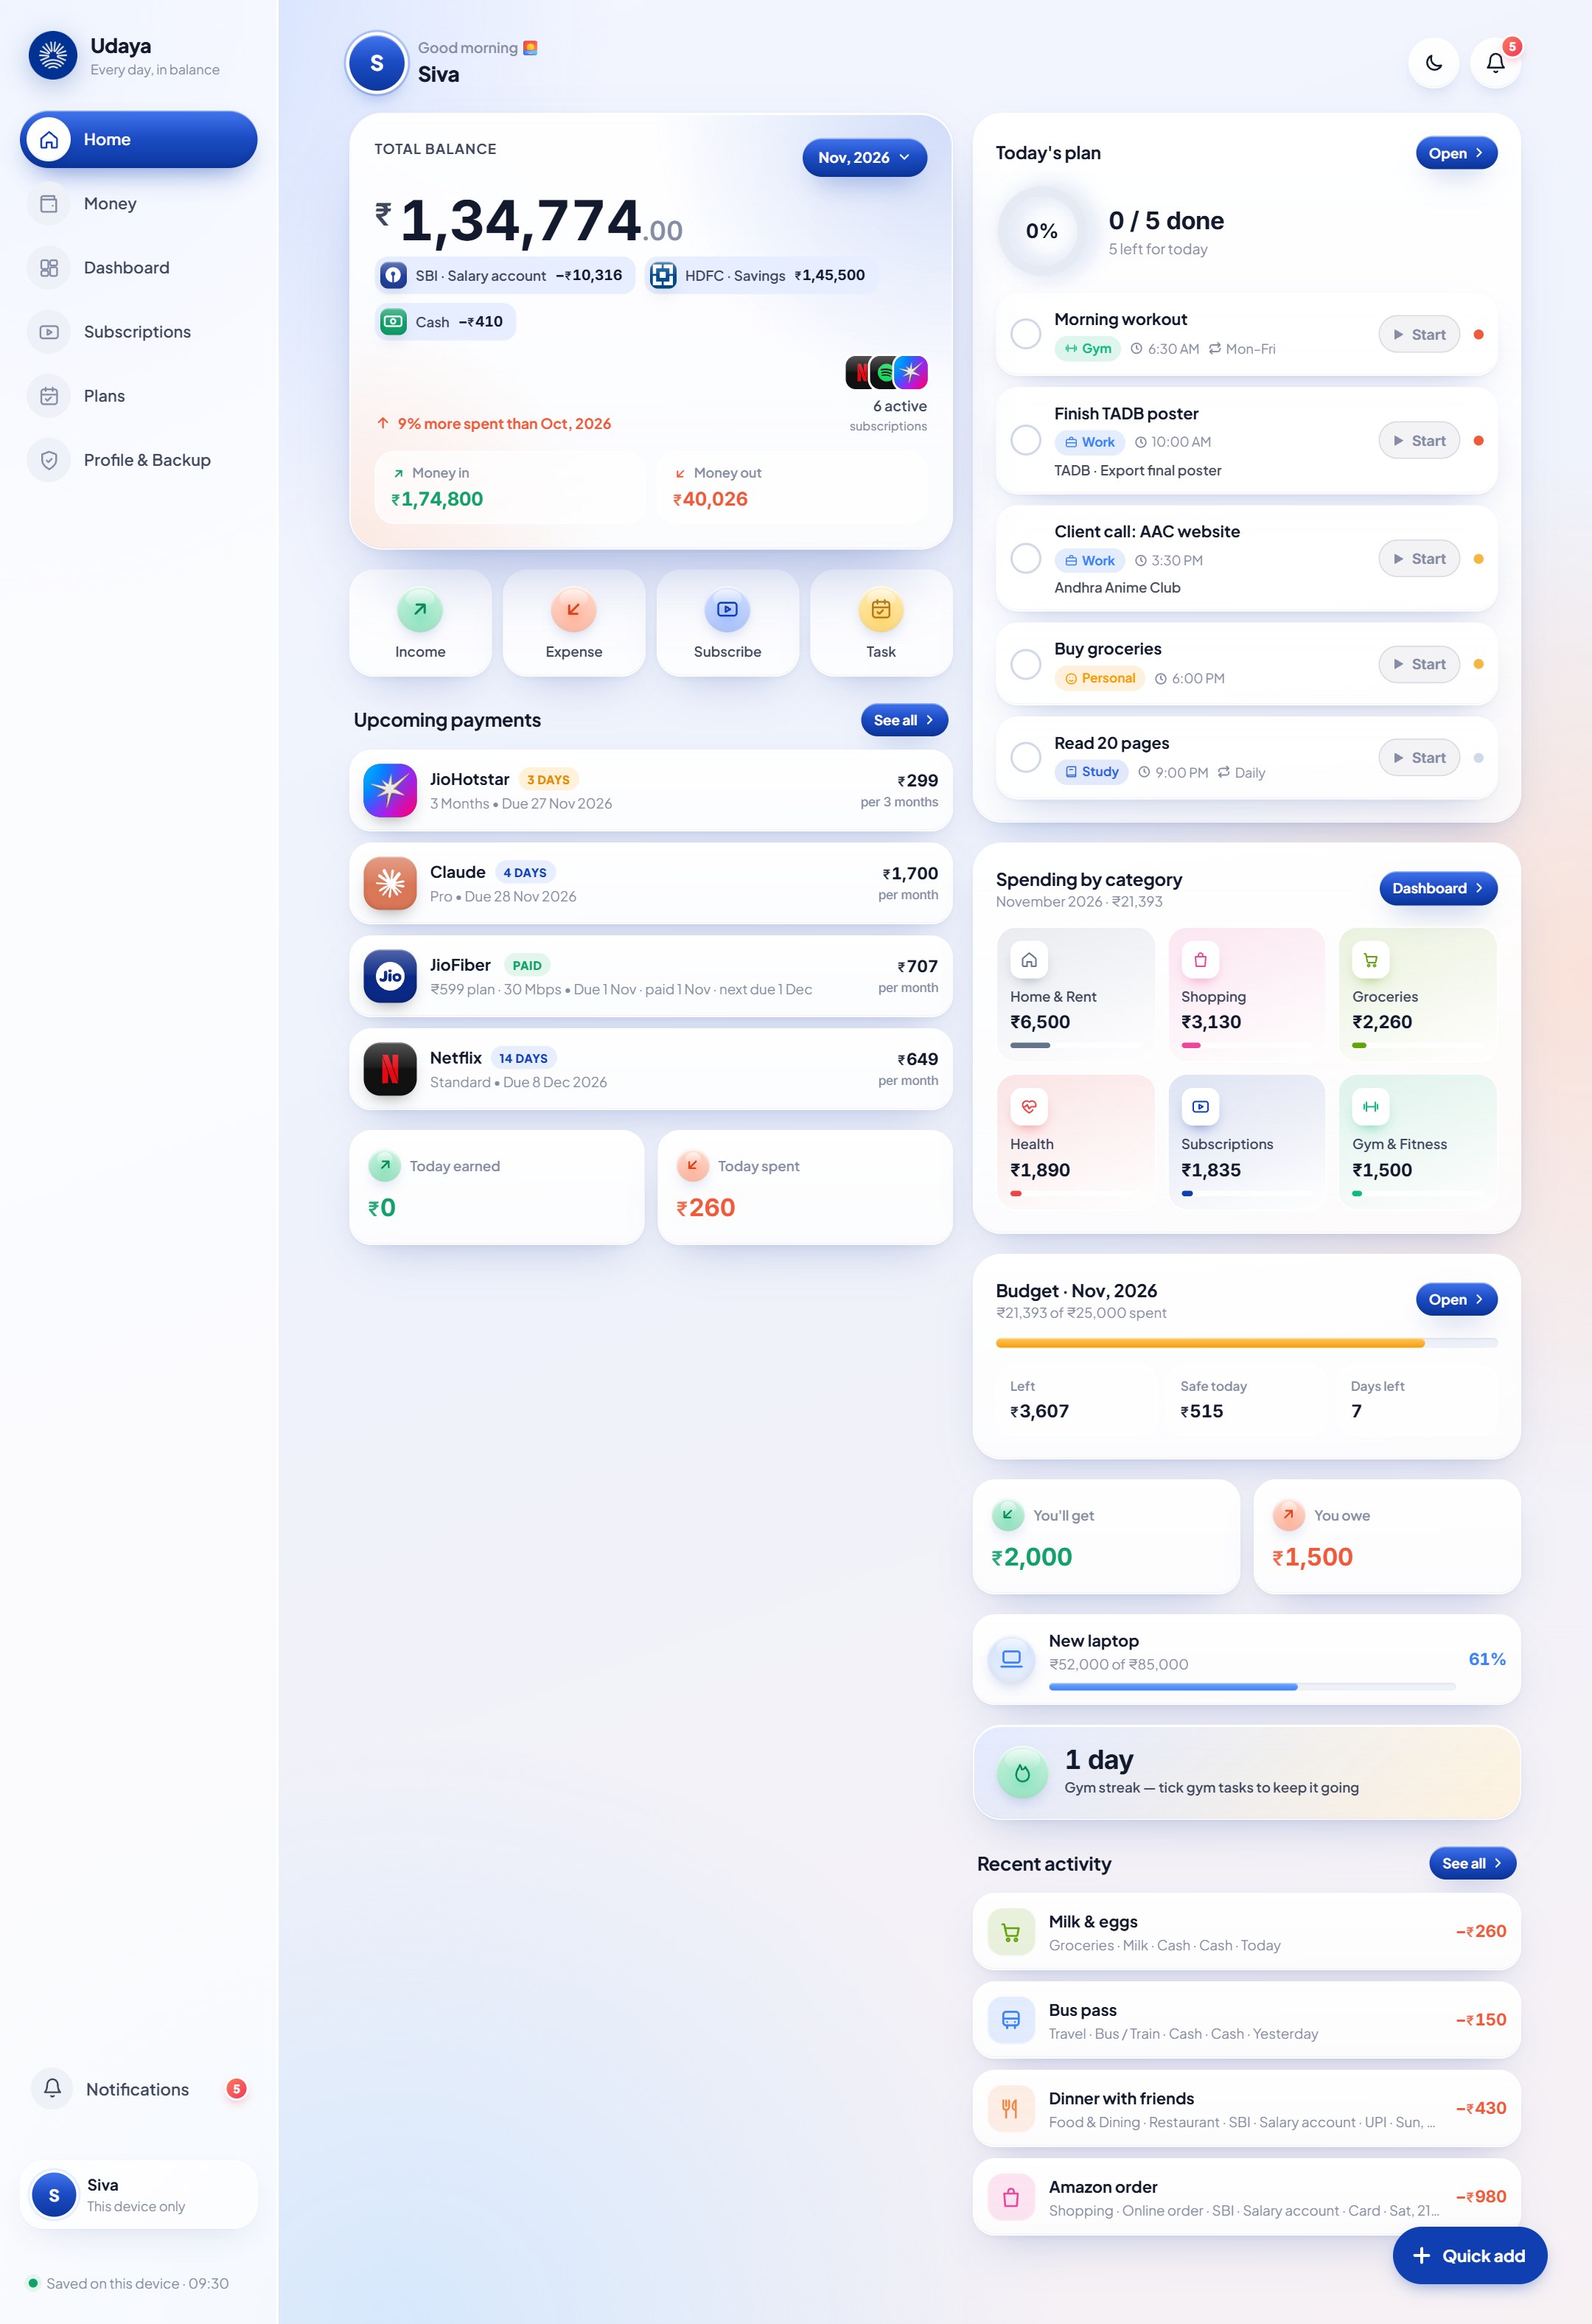 Udaya
Every day, in balance
Home
Money
Dashboard
Subscriptions
Plans
Profile & Backup
Notifications
5
S
Siva
This device only
Saved on this device · 09:30
S
Good morning
Siva
5
TOTAL BALANCE
Nov, 2026
₹ 1,34,774.00
SBI · Salary account −₹10,316
HDFC · Savings ₹1,45,500
Cash −₹410
9% more spent than Oct, 2026
6 active
subscriptions
Money in
₹1,74,800
Money out
₹40,026
Income
Expense
Subscribe
Task
Upcoming payments
See all
JioHotstar 3 DAYS
3 Months • Due 27 Nov 2026
₹299
per 3 months
Claude 4 DAYS
Pro • Due 28 Nov 2026
₹1,700
per month
Jio
JioFiber PAID
₹599 plan · 30 Mbps • Due 1 Nov · paid 1 Nov · next due 1 Dec
₹707
per month
N
Netflix 14 DAYS
Standard • Due 8 Dec 2026
₹649
per month
Today earned
₹0
Today spent
₹260
Today's plan
Open
0%
0 / 5 done
5 left for today
Morning workout
Gym 6:30 AM Mon–Fri
Start
Finish TADB poster
Work 10:00 AM
TADB · Export final poster
Start
Client call: AAC website
Work 3:30 PM
Andhra Anime Club
Start
Buy groceries
Personal 6:00 PM
Start
Read 20 pages
Study 9:00 PM Daily
Start
Spending by category
November 2026 · ₹21,393
Dashboard
Home & Rent
₹6,500
Shopping
₹3,130
Groceries
₹2,260
Health
₹1,890
Subscriptions
₹1,835
Gym & Fitness
₹1,500
Budget · Nov, 2026
₹21,393 of ₹25,000 spent
Open
Left
₹3,607
Safe today
₹515
Days left
7
You'll get
₹2,000
You owe
₹1,500
New laptop
₹52,000 of ₹85,000
61%
1 day
Gym streak — tick gym tasks to keep it going
Recent activity
See all
Milk & eggs
Groceries · Milk · Cash · Cash · Today
−₹260
Bus pass
Travel · Bus / Train · Cash · Cash · Yesterday
−₹150
Dinner with friends
Food & Dining · Restaurant · SBI · Salary account · UPI · Sun, ...
−₹430
Amazon order
Shopping · Online order · SBI · Salary account · Card · Sat, 21...
−₹980
Quick add